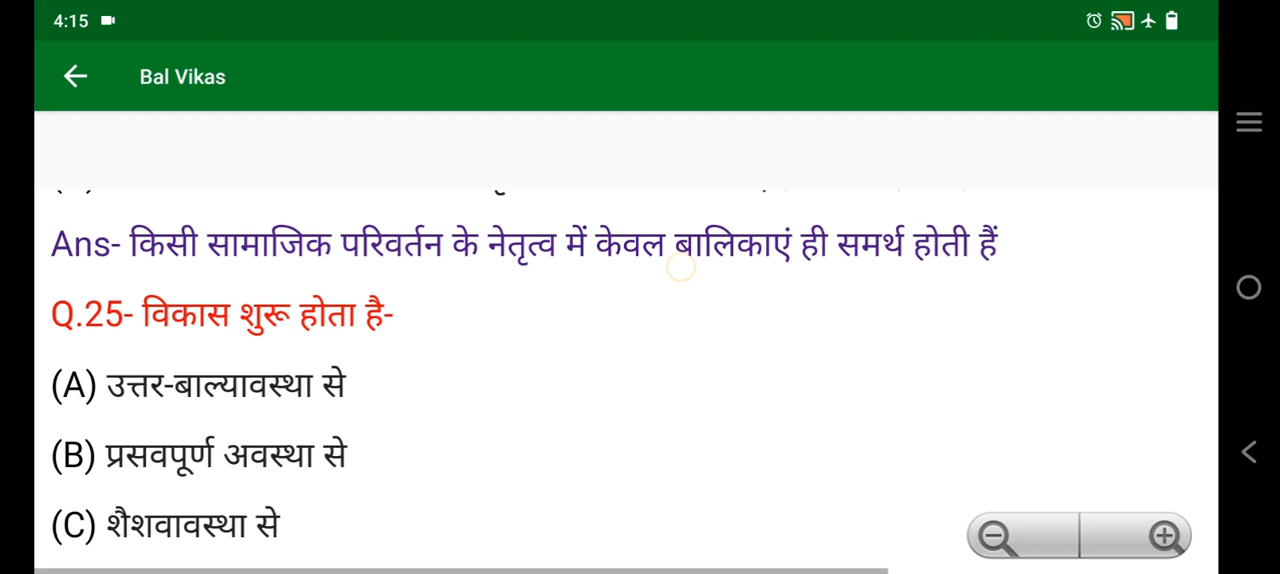 4:15
Bal Vikas
Ans- किसी सामाजिक परिवर्तन के नेतृत्व में केवल बालिकाएं ही समर्थ होती हैं
Q.25- विकास शुरू होता है-
(A) उत्तर-बाल्यावस्था से
(B) प्रसवपूर्ण अवस्था से
(C) शैशवावस्था से